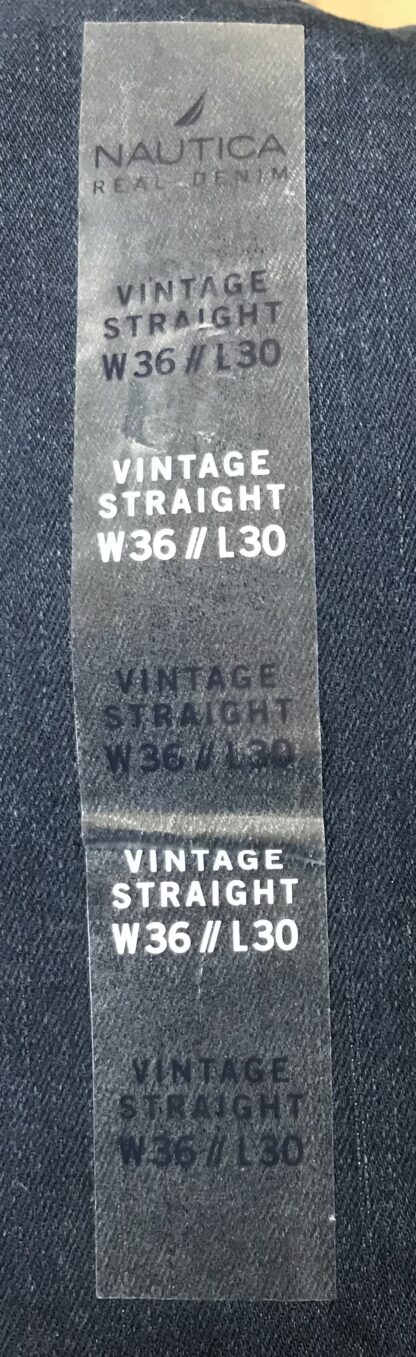 NAUTICA
REAL DENIM
VINTAGE
STRAIGHT
W36 // L30
VINTAGE
STRAIGHT
W36 // L30
VINTAGE
STRAIGHT
W36 // L30
VINTAGE
STRAIGHT
W36 // L30
VINTAGE
STRAIGHT
W36 // L30